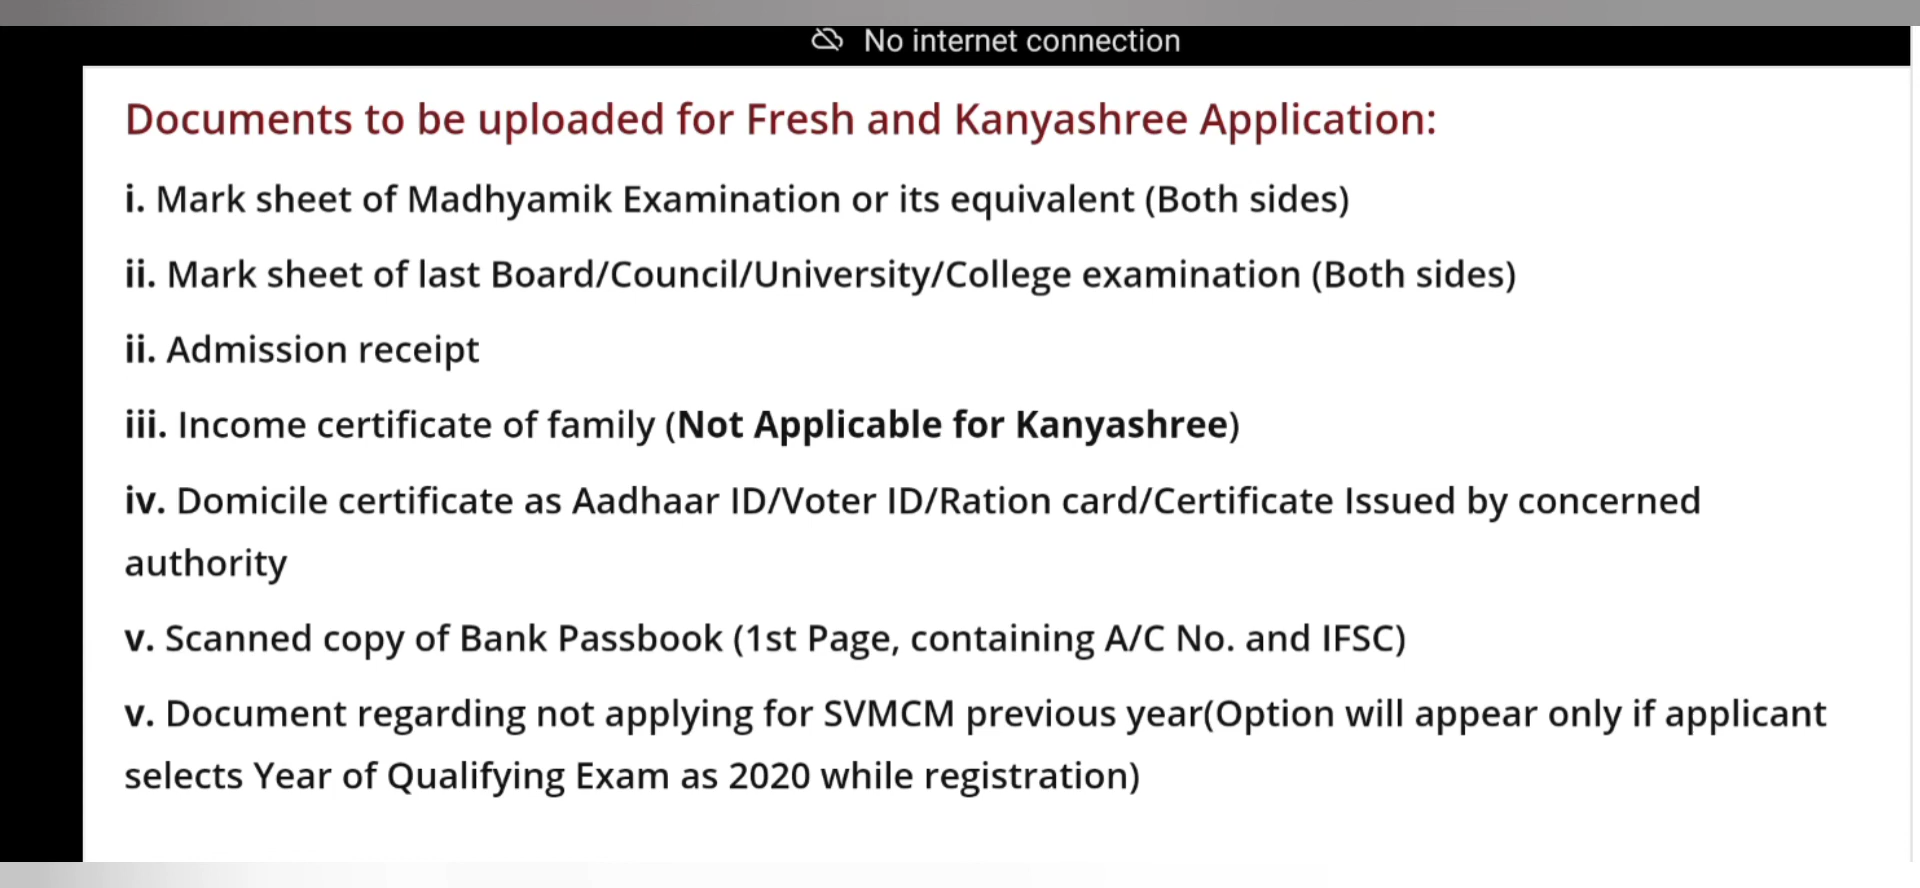 No internet connection
Documents to be uploaded for Fresh and Kanyashree Application:
i. Mark sheet of Madhyamik Examination or its equivalent (Both sides)
ii. Mark sheet of last Board/Council/University/College examination (Both sides)
ii. Admission receipt
iii. Income certificate of family (Not Applicable for Kanyashree)
iv. Domicile certificate as Aadhaar ID/Voter ID/Ration card/Certificate Issued by concerned
authority
v. Scanned copy of Bank Passbook (1st Page, containing A/C No. and IFSC)
v. Document regarding not applying for SVMCM previous year(Option will appear only if applicant
selects Year of Qualifying Exam as 2020 while registration)